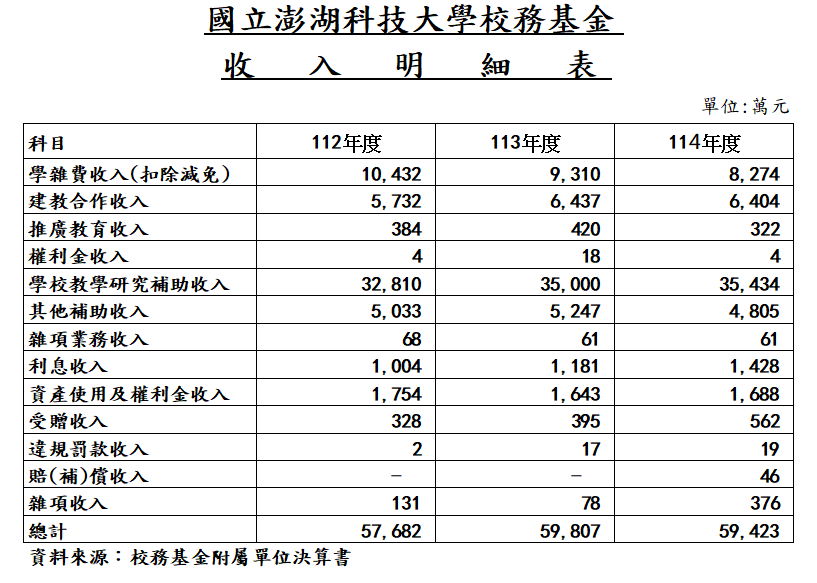 國立澎湖科技大學校務基金
收入明細表
單位:萬元
科目 112年度 113年度 114年度
學雜費收入(扣除減免) 10,432 9,310 8,274
建教合作收入 5,732 6,437 6,404
推廣教育收入 384 420 322
權利金收入 4 18 4
學校教學研究補助收入 32,810 35,000 35,434
其他補助收入 5,033 5,247 4,805
雜項業務收入 68 61 61
利息收入 1,004 1,181 1,428
資產使用及權利金收入 1,754 1,643 1,688
受贈收入 328 395 562
違規罰款收入 2 17 19
賠(補)償收入 – – 46
雜項收入 131 78 376
總計 57,682 59,807 59,423
資料來源：校務基金附屬單位決算書